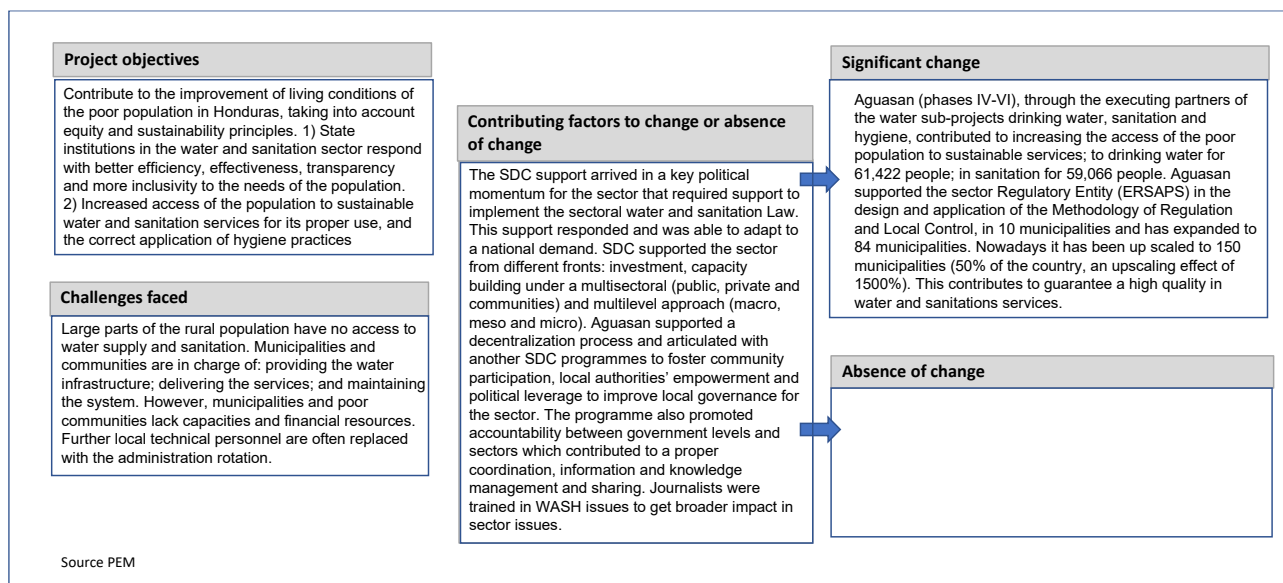 Project objectives
Contribute to the improvement of living conditions of
the poor population in Honduras, taking into account
equity and sustainability principles. 1) State
institutions in the water and sanitation sector respond
with better efficiency, effectiveness, transparency
and more inclusivity to the needs of the population.
2) Increased access of the population to sustainable
water and sanitation services for its proper use, and
the correct application of hygiene practices
Challenges faced
Large parts of the rural population have no access to
water supply and sanitation. Municipalities and
communities are in charge of: providing the water
infrastructure; delivering the services; and maintaining
the system. However, municipalities and poor
communities lack capacities and financial resources.
Further local technical personnel are often replaced
with the administration rotation.
Contributing factors to change or absence
of change
The SDC support arrived in a key political
momentum for the sector that required support to
implement the sectoral water and sanitation Law.
This support responded and was able to adapt to
a national demand. SDC supported the sector
from different fronts: investment, capacity
building under a multisectoral (public, private and
communities) and multilevel approach (macro,
meso and micro). Aguasan supported a
decentralization process and articulated with
another SDC programmes to foster community
participation, local authorities’ empowerment and
political leverage to improve local governance for
the sector. The programme also promoted
accountability between government levels and
sectors which contributed to a proper
coordination, information and knowledge
management and sharing. Journalists were
trained in WASH issues to get broader impact in
sector issues.
Significant change
Aguasan (phases IV-VI), through the executing partners of
the water sub-projects drinking water, sanitation and
hygiene, contributed to increasing the access of the poor
population to sustainable services; to drinking water for
61,422 people; in sanitation for 59,066 people. Aguasan
supported the sector Regulatory Entity (ERSAPS) in the
design and application of the Methodology of Regulation
and Local Control, in 10 municipalities and has expanded to
84 municipalities. Nowadays it has been up scaled to 150
municipalities (50% of the country, an upscaling effect of
1500%). This contributes to guarantee a high quality in
water and sanitations services.
Absence of change
Source PEM